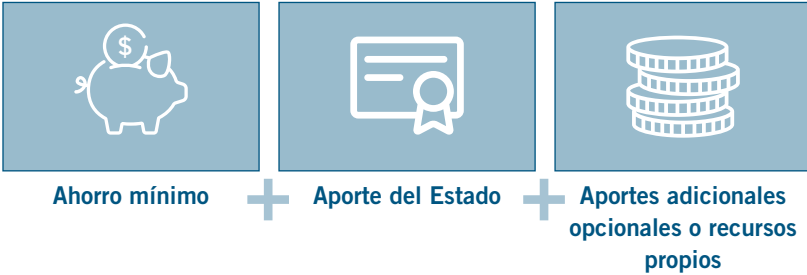 $
Ahorro mínimo + Aporte del Estado + Aportes adicionales
opcionales o recursos
propios